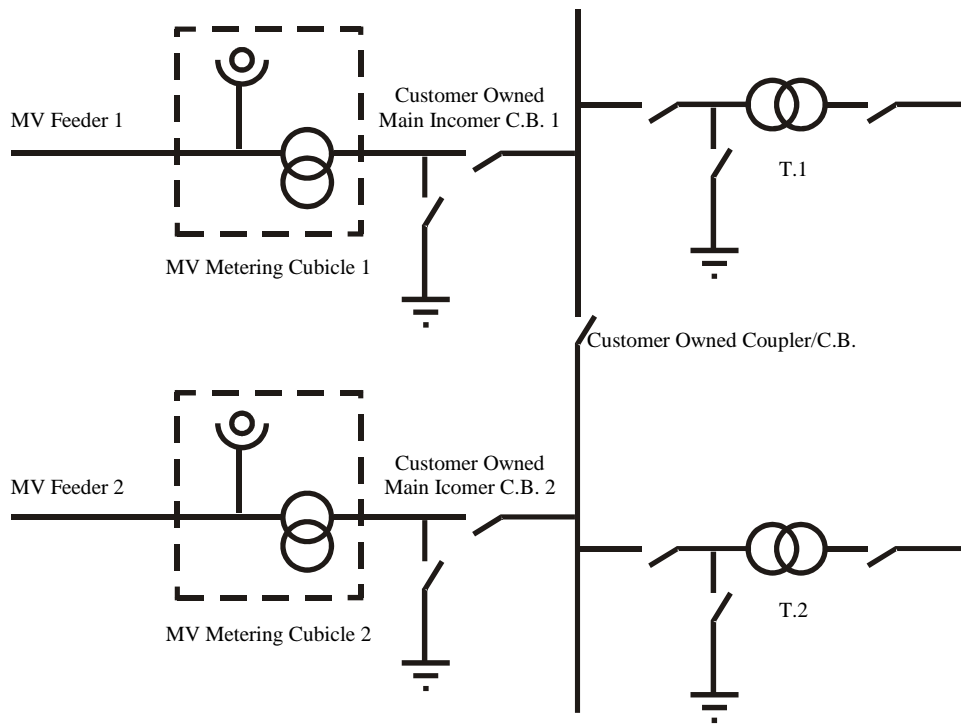 Customer Owned
Main Incomer C.B. 1
MV Feeder 1
T.1
MV Metering Cubicle 1
Customer Owned Coupler/C.B.
Customer Owned
Main Icomer C.B. 2
MV Feeder 2
T.2
MV Metering Cubicle 2